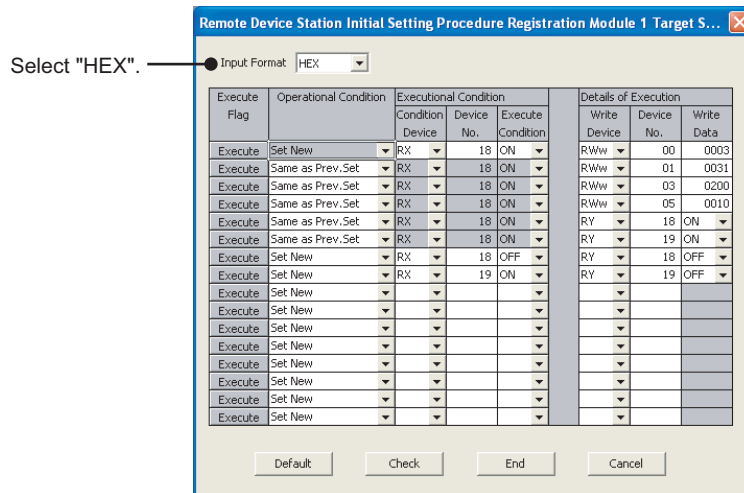 Remote Device Station Initial Setting Procedure Registration Module 1 Target S...
Select "HEX".
Input Format HEX
Execute Operational Condition Executional Condition Details of Execution
Flag Condition Device Execute Write Device Write
Device No. Condition Device No. Data
Execute Set New RX 18 ON RWw 00 0003
Execute Same as Prev.Set RX 18 ON RWw 01 0031
Execute Same as Prev.Set RX 18 ON RWw 03 0200
Execute Same as Prev.Set RX 18 ON RWw 05 0010
Execute Same as Prev.Set RX 18 ON RY 18 ON
Execute Same as Prev.Set RX 18 ON RY 19 ON
Execute Set New RX 18 OFF RY 18 OFF
Execute Set New RX 19 ON RY 19 OFF
Execute Set New
Execute Set New
Execute Set New
Execute Set New
Execute Set New
Execute Set New
Execute Set New
Execute Set New
Default Check End Cancel